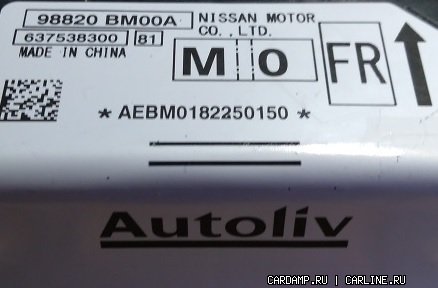 98820 BM00A NISSAN MOTOR
CO.,LTD.
637538300 81
MADE IN CHINA
M O
FR
* AEBM0182250150 *
Autoliv
CARDAMP.RU | CARLINE.RU